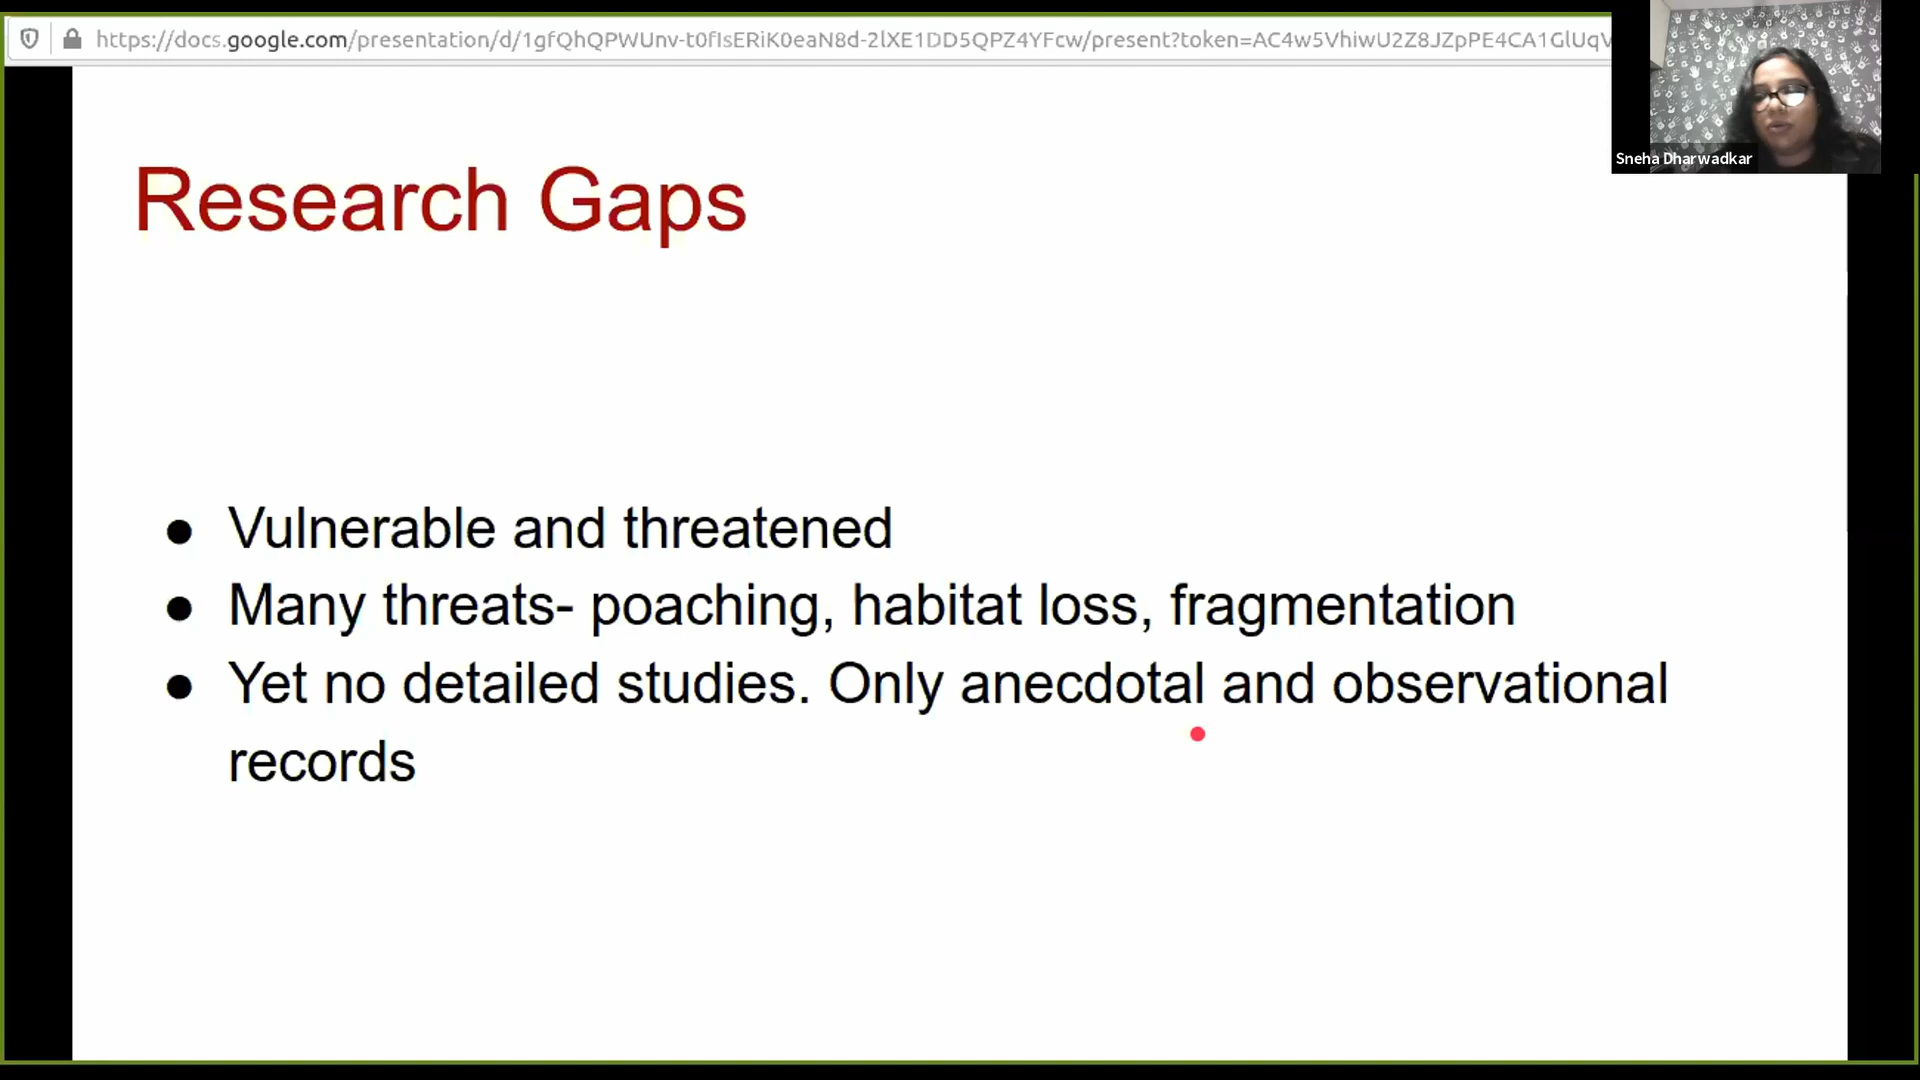 https://docs.google.com/presentation/d/1gfQhQPWUnv-t0fIsERiK0eaN8d-2lXE1DD5QPZ4YFcw/present?token=AC4w5VhiwU2Z8JZpPE4CA1GlUqV
Sneha Dharwadkar
Research Gaps
● Vulnerable and threatened
● Many threats- poaching, habitat loss, fragmentation
● Yet no detailed studies. Only anecdotal and observational
records